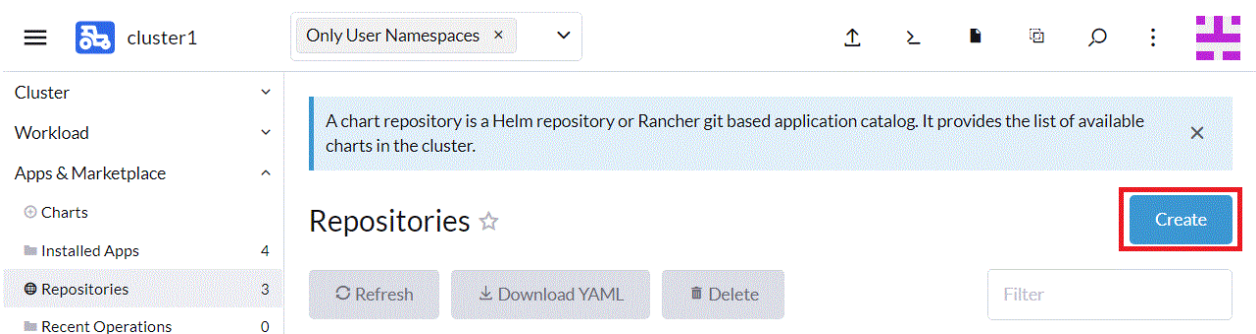 cluster1
Only User Namespaces ×
Cluster
Workload
Apps & Marketplace
Charts
Installed Apps 4
Repositories 3
Recent Operations 0
A chart repository is a Helm repository or Rancher git based application catalog. It provides the list of available
charts in the cluster.
Repositories
Create
Refresh
Download YAML
Delete
Filter